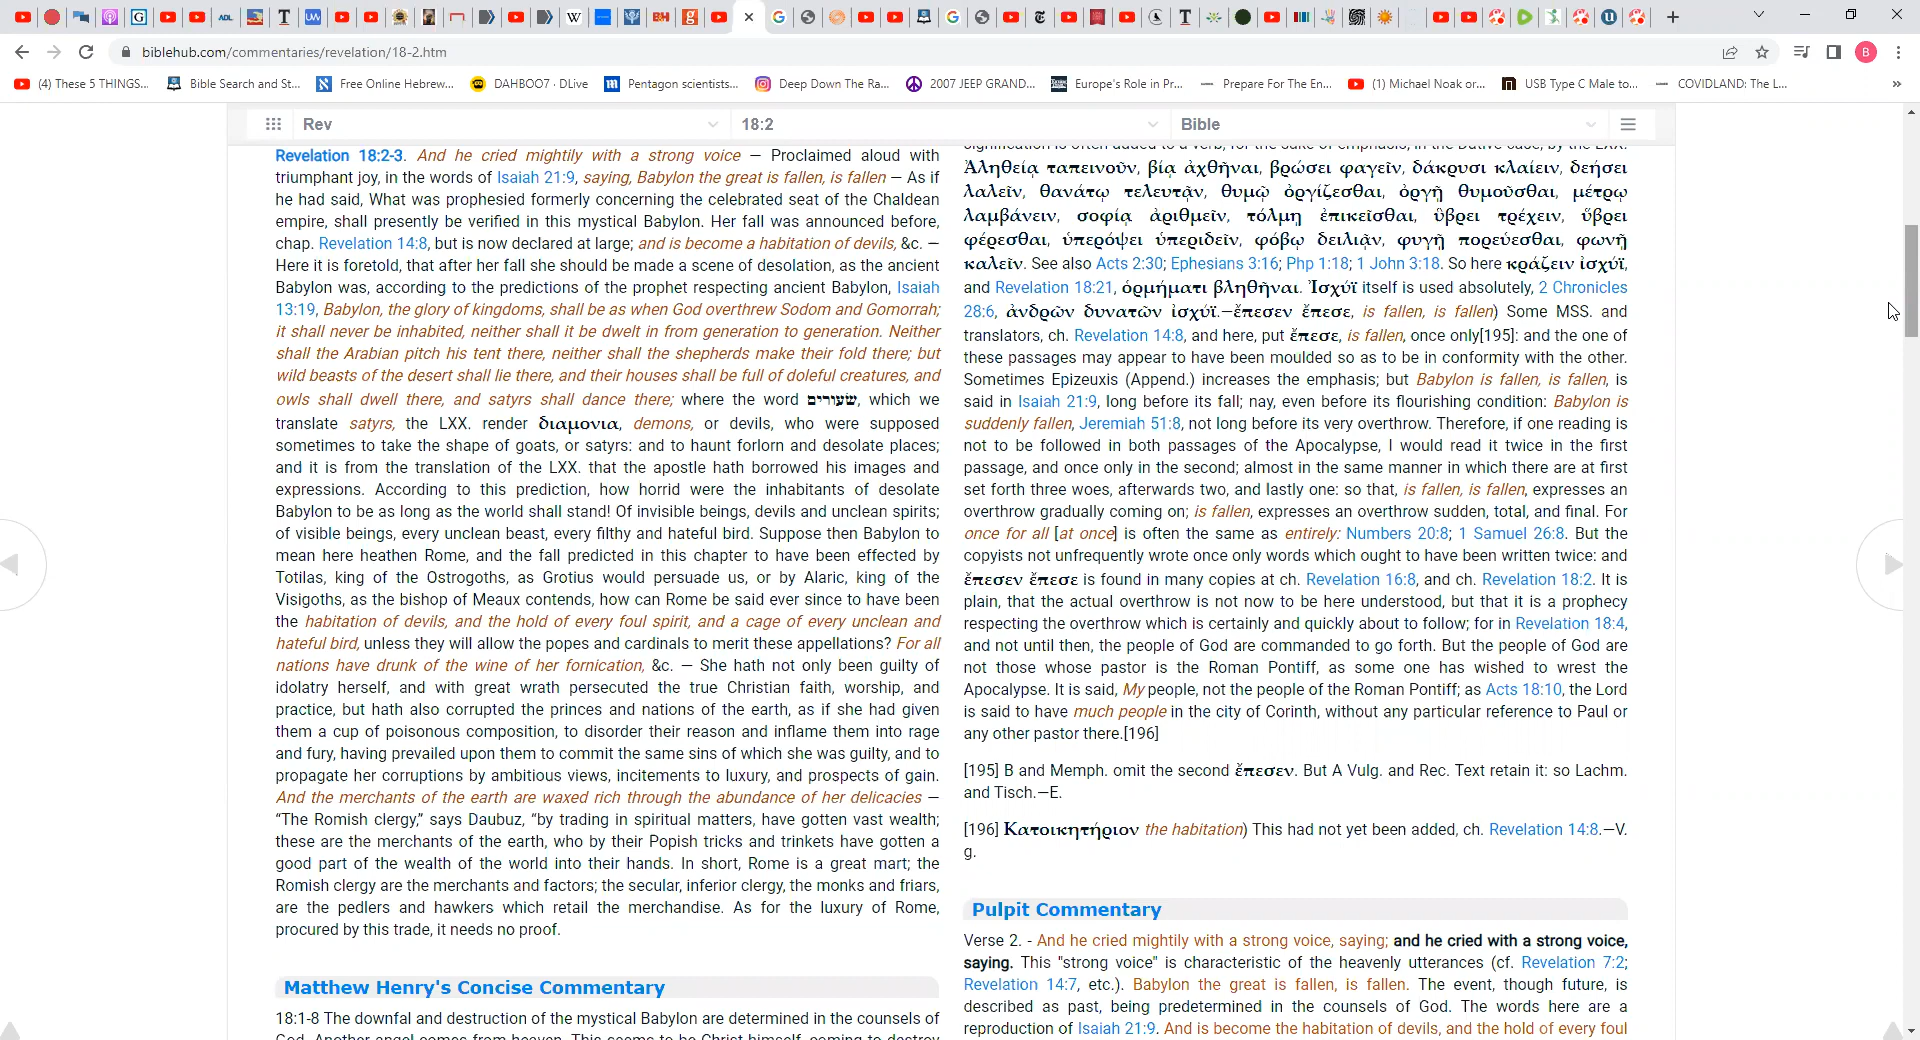 biblehub.com/commentaries/revelation/18-2.htm
(4) These 5 THINGS...
Bible Search and St...
Free Online Hebrew...
DAHBOO7 · DLive
Pentagon scientists...
Deep Down The Ra...
2007 JEEP GRAND...
Europe's Role in Pr...
Prepare For The En...
(1) Michael Noak or...
USB Type C Male to...
COVIDLAND: The L...
»
Rev
18:2
Bible
Revelation 18:2-3. And he cried mightily with a strong voice — Proclaimed aloud with
triumphant joy, in the words of Isaiah 21:9, saying, Babylon the great is fallen, is fallen — As if
he had said, What was prophesied formerly concerning the celebrated seat of the Chaldean
empire, shall presently be verified in this mystical Babylon. Her fall was announced before,
chap. Revelation 14:8, but is now declared at large; and is become a habitation of devils, &c. —
Here it is foretold, that after her fall she should be made a scene of desolation, as the ancient
Babylon was, according to the predictions of the prophet respecting ancient Babylon, Isaiah
13:19, Babylon, the glory of kingdoms, shall be as when God overthrew Sodom and Gomorrah;
it shall never be inhabited, neither shall it be dwelt in from generation to generation. Neither
shall the Arabian pitch his tent there, neither shall the shepherds make their fold there; but
wild beasts of the desert shall lie there, and their houses shall be full of doleful creatures, and
owls shall dwell there, and satyrs shall dance there; where the word שׂעורים, which we
translate satyrs, the LXX. render διαμονια, demons, or devils, who were supposed
sometimes to take the shape of goats, or satyrs: and to haunt forlorn and desolate places;
and it is from the translation of the LXX. that the apostle hath borrowed his images and
expressions. According to this prediction, how horrid were the inhabitants of desolate
Babylon to be as long as the world shall stand! Of invisible beings, devils and unclean spirits;
of visible beings, every unclean beast, every filthy and hateful bird. Suppose then Babylon to
mean here heathen Rome, and the fall predicted in this chapter to have been effected by
Totilas, king of the Ostrogoths, as Grotius would persuade us, or by Alaric, king of the
Visigoths, as the bishop of Meaux contends, how can Rome be said ever since to have been
the habitation of devils, and the hold of every foul spirit, and a cage of every unclean and
hateful bird, unless they will allow the popes and cardinals to merit these appellations? For all
nations have drunk of the wine of her fornication, &c. — She hath not only been guilty of
idolatry herself, and with great wrath persecuted the true Christian faith, worship, and
practice, but hath also corrupted the princes and nations of the earth, as if she had given
them a cup of poisonous composition, to disorder their reason and inflame them into rage
and fury, having prevailed upon them to commit the same sins of which she was guilty, and to
propagate her corruptions by ambitious views, incitements to luxury, and prospects of gain.
And the merchants of the earth are waxed rich through the abundance of her delicacies —
“The Romish clergy,” says Daubuz, “by trading in spiritual matters, have gotten vast wealth;
these are the merchants of the earth, who by their Popish tricks and trinkets have gotten a
good part of the wealth of the world into their hands. In short, Rome is a great mart; the
Romish clergy are the merchants and factors; the secular, inferior clergy, the monks and friars,
are the pedlers and hawkers which retail the merchandise. As for the luxury of Rome,
procured by this trade, it needs no proof.
Matthew Henry's Concise Commentary
18:1-8 The downfal and destruction of the mystical Babylon are determined in the counsels of
Ἀληθείᾳ ταπεινοῦν, βίᾳ ἀχθῆναι, βρώσει φαγεῖν, δάκρυσι κλαίειν, δεήσει
λαλεῖν, θανάτῳ τελευτᾷν, θυμῷ ὀργίζεσθαι, ὀργῇ θυμοῦσθαι, μέτρῳ
λαμβάνειν, σοφίᾳ ἀριθμεῖν, τόλμῃ ἐπικεῖσθαι, ὕβρει τρέχειν, ὕβρει
φέρεσθαι, ὑπερόψει ὑπεριδεῖν, φόβῳ δειλιᾷν, φυγῇ πορεύεσθαι, φωνῇ
καλεῖν. See also Acts 2:30; Ephesians 3:16; Php 1:18; 1 John 3:18. So here κράζειν ἰσχύϊ,
and Revelation 18:21, ὁρμήματι βληθῆναι. Ἰσχύϊ itself is used absolutely, 2 Chronicles
28:6, ἀνδρῶν δυνατῶν ἰσχύϊ.—ἔπεσεν ἔπεσε, is fallen, is fallen) Some MSS. and
translators, ch. Revelation 14:8, and here, put ἔπεσε, is fallen, once only[195]: and the one of
these passages may appear to have been moulded so as to be in conformity with the other.
Sometimes Epizeuxis (Append.) increases the emphasis; but Babylon is fallen, is fallen, is
said in Isaiah 21:9, long before its fall; nay, even before its flourishing condition: Babylon is
suddenly fallen, Jeremiah 51:8, not long before its very overthrow. Therefore, if one reading is
not to be followed in both passages of the Apocalypse, I would read it twice in the first
passage, and once only in the second; almost in the same manner in which there are at first
set forth three woes, afterwards two, and lastly one: so that, is fallen, is fallen, expresses an
overthrow gradually coming on; is fallen, expresses an overthrow sudden, total, and final. For
once for all [at once] is often the same as entirely: Numbers 20:8; 1 Samuel 26:8. But the
copyists not unfrequently wrote once only words which ought to have been written twice: and
ἔπεσεν ἔπεσε is found in many copies at ch. Revelation 16:8, and ch. Revelation 18:2. It is
plain, that the actual overthrow is not now to be here understood, but that it is a prophecy
respecting the overthrow which is certainly and quickly about to follow; for in Revelation 18:4,
and not until then, the people of God are commanded to go forth. But the people of God are
not those whose pastor is the Roman Pontiff, as some one has wished to wrest the
Apocalypse. It is said, My people, not the people of the Roman Pontiff; as Acts 18:10, the Lord
is said to have much people in the city of Corinth, without any particular reference to Paul or
any other pastor there.[196]
[195] B and Memph. omit the second ἔπεσεν. But A Vulg. and Rec. Text retain it: so Lachm.
and Tisch.—E.
[196] Κατοικητήριον the habitation) This had not yet been added, ch. Revelation 14:8.—V.
g.
Pulpit Commentary
Verse 2. - And he cried mightily with a strong voice, saying; and he cried with a strong voice,
saying. This "strong voice" is characteristic of the heavenly utterances (cf. Revelation 7:2;
Revelation 14:7, etc.). Babylon the great is fallen, is fallen. The event, though future, is
described as past, being predetermined in the counsels of God. The words here are a
reproduction of Isaiah 21:9. And is become the habitation of devils, and the hold of every foul